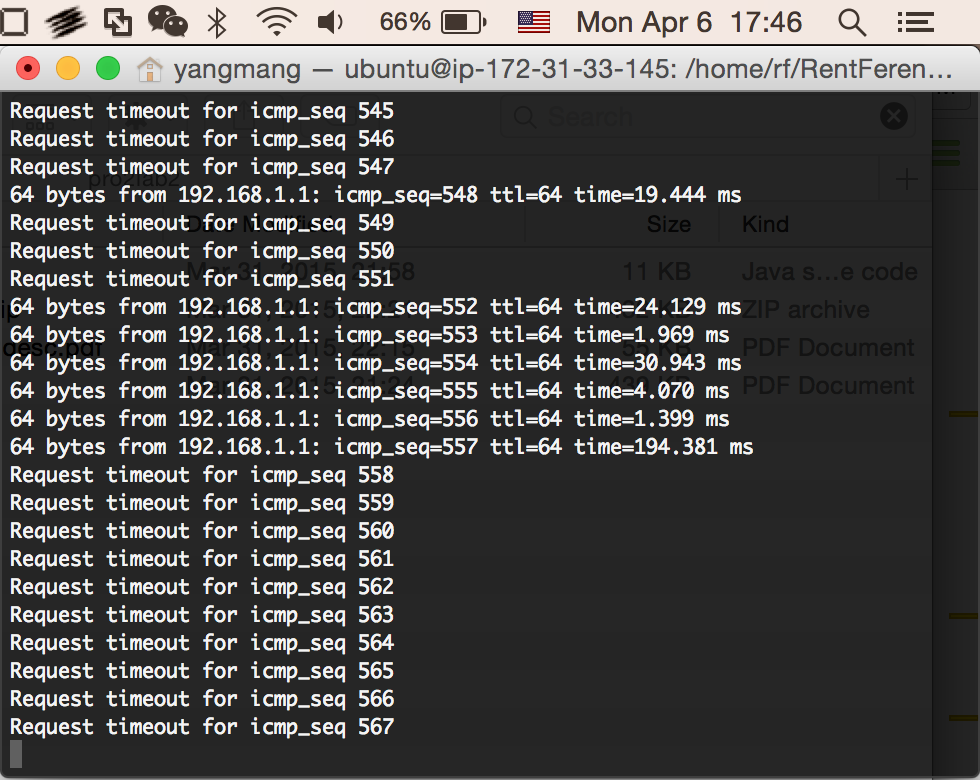 66% Mon Apr 6 17:46
yangmang — ubuntu@ip-172-31-33-145: /home/rf/RentFeren...
Request timeout for icmp_seq 545
Search
Request timeout for icmp_seq 546
Request timeout for icmp_seq 547
64 bytes from 192.168.1.1: icmp_seq=548 ttl=64 time=19.444 ms
Request timeout for icmp_seq 549
Size
Kind
Request timeout for icmp_seq 550
Request timeout for icmp_seq 551
11 KB
Java s...e code
64 bytes from 192.168.1.1: icmp_seq=552 ttl=64 time=24.129 ms
ZIP archive
64 bytes from 192.168.1.1: icmp_seq=553 ttl=64 time=1.969 ms
PDF Document
64 bytes from 192.168.1.1: icmp_seq=554 ttl=64 time=30.943 ms
64 bytes from 192.168.1.1: icmp_seq=555 ttl=64 time=4.070 ms
PDF Document
64 bytes from 192.168.1.1: icmp_seq=556 ttl=64 time=1.399 ms
64 bytes from 192.168.1.1: icmp_seq=557 ttl=64 time=194.381 ms
Request timeout for icmp_seq 558
Request timeout for icmp_seq 559
Request timeout for icmp_seq 560
Request timeout for icmp_seq 561
Request timeout for icmp_seq 562
Request timeout for icmp_seq 563
Request timeout for icmp_seq 564
Request timeout for icmp_seq 565
Request timeout for icmp_seq 566
Request timeout for icmp_seq 567